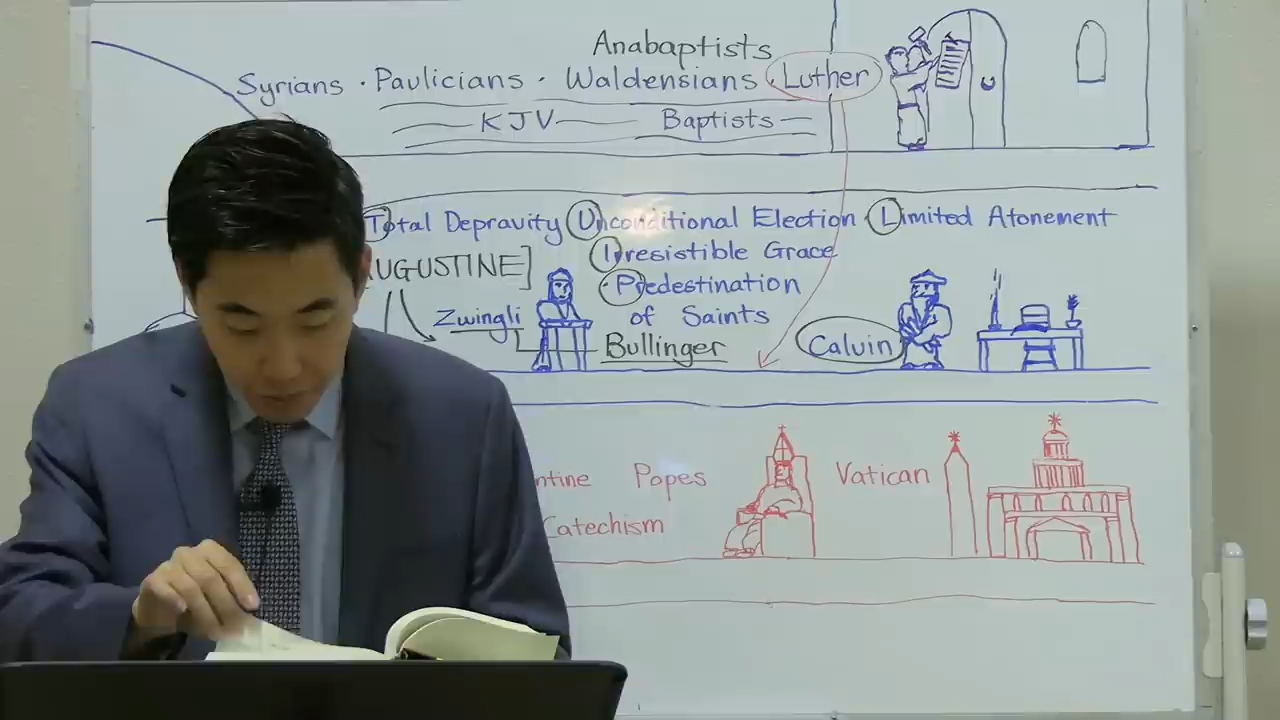 Anabaptists
Syrians · Paulicians · Waldensians Luther
KJV Baptists
Total Depravity Unconditional Election Limited Atonement
Irresistible Grace
UGUSTINE]
Predestination
Zwingli
of Saints
Bullinger
Calvin
ntine Popes Vatican
Catechism